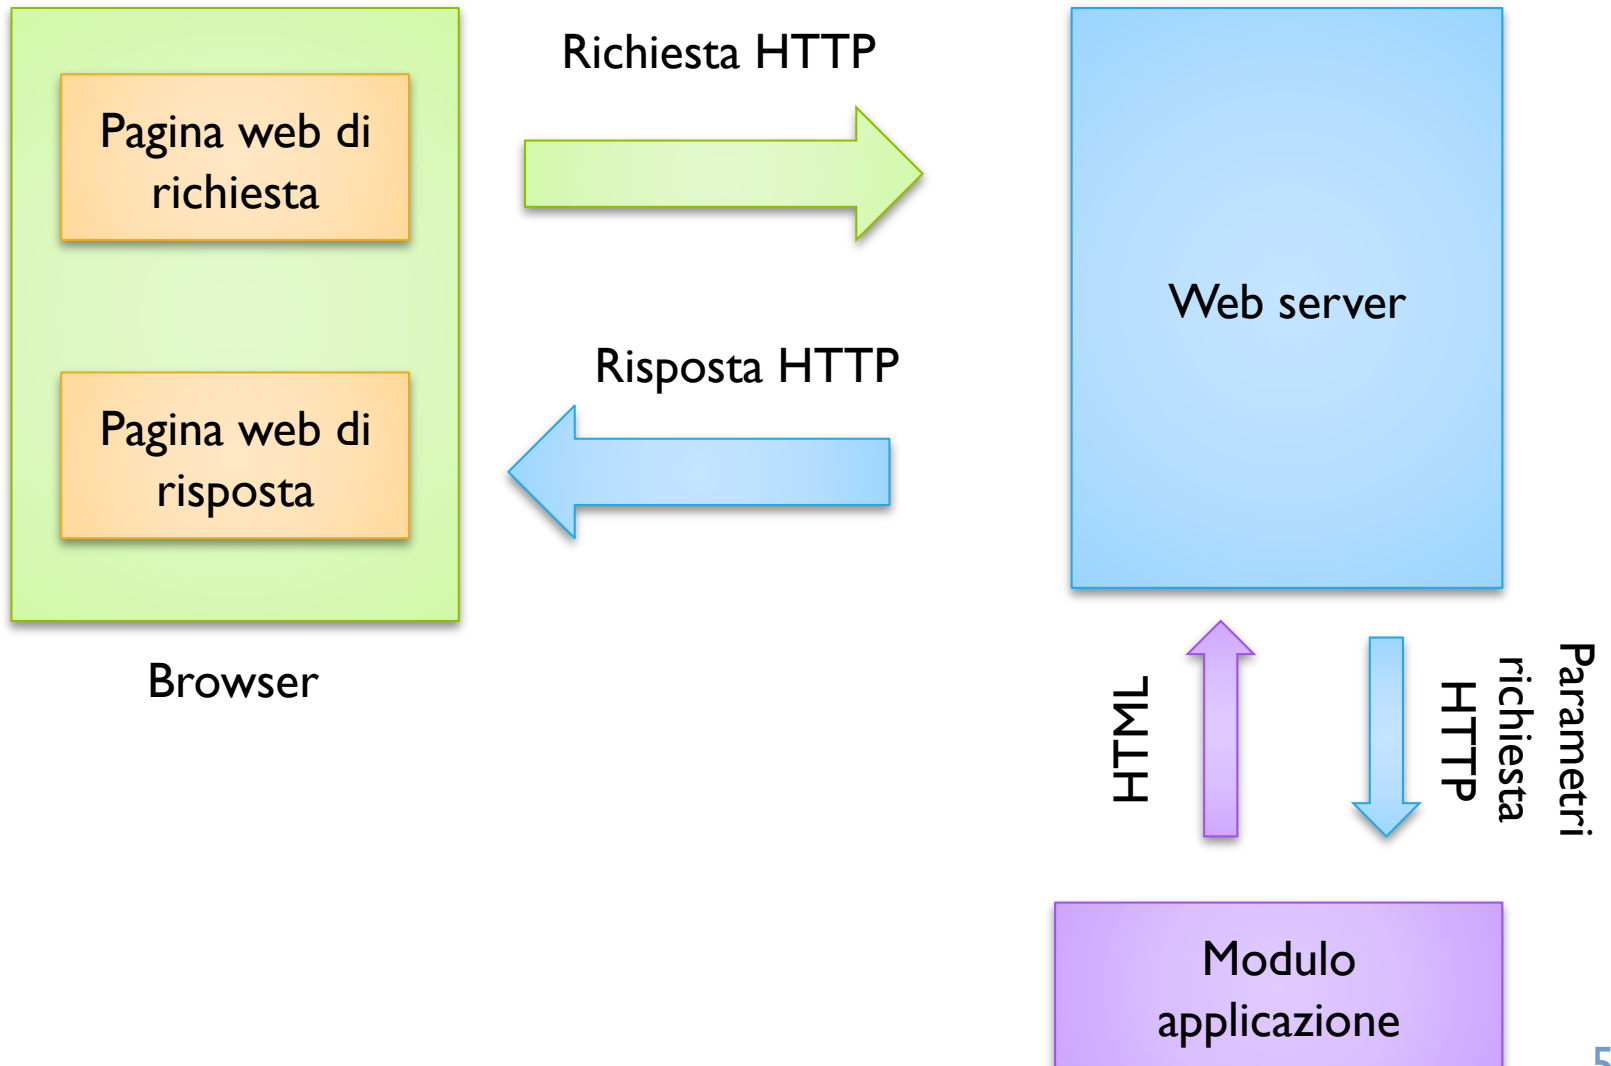 Richiesta HTTP
Pagina web di
richiesta
Web server
Risposta HTTP
Pagina web di
risposta
Browser
HTML
Parametri
richiesta
HTTP
Modulo
applicazione
5